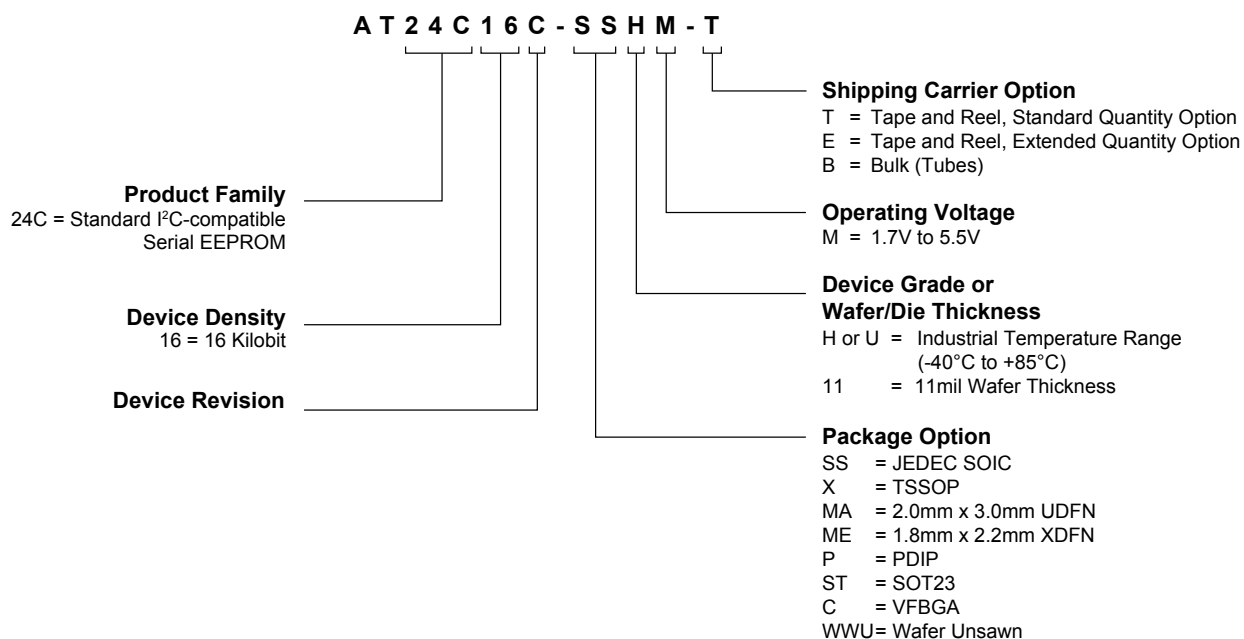 AT24C16C-SSHM-T
Product Family
24C = Standard I²C-compatible
Serial EEPROM
Device Density
16 = 16 Kilobit
Device Revision
Shipping Carrier Option
T = Tape and Reel, Standard Quantity Option
E = Tape and Reel, Extended Quantity Option
B = Bulk (Tubes)
Operating Voltage
M = 1.7V to 5.5V
Device Grade or
Wafer/Die Thickness
H or U = Industrial Temperature Range
(-40°C to +85°C)
11 = 11mil Wafer Thickness
Package Option
SS = JEDEC SOIC
X = TSSOP
MA = 2.0mm x 3.0mm UDFN
ME = 1.8mm x 2.2mm XDFN
P = PDIP
ST = SOT23
C = VFBGA
WWU= Wafer Unsawn